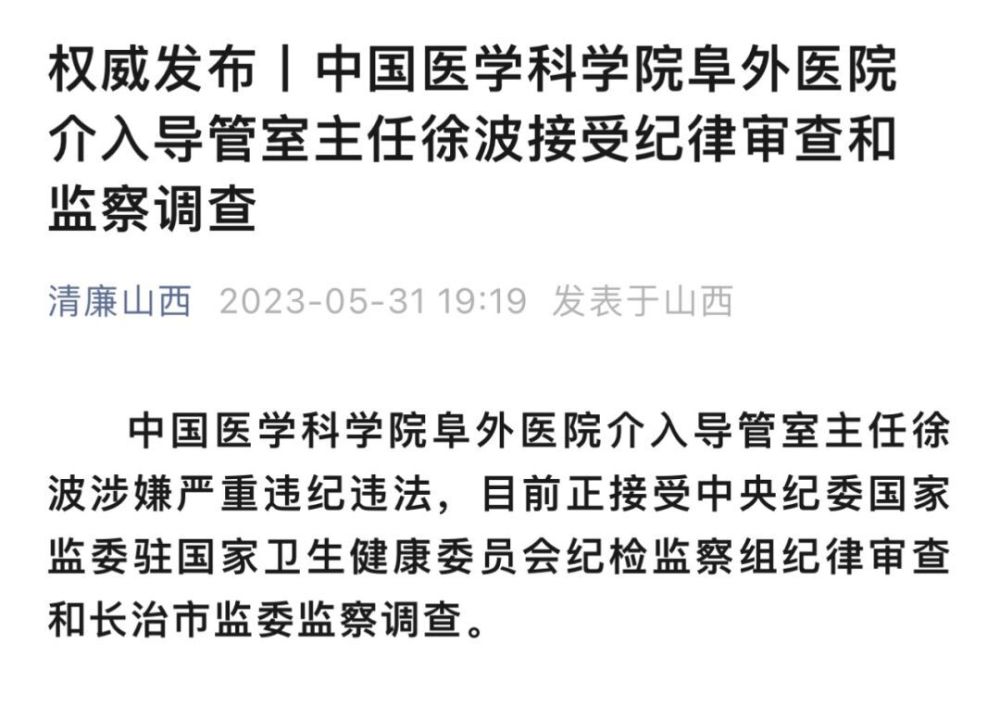 权威发布丨中国医学科学院阜外医院
介入导管室主任徐波接受纪律审查和
监察调查
清廉山西 2023-05-31 19:19 发表于山西
中国医学科学院阜外医院介入导管室主任徐
波涉嫌严重违纪违法，目前正接受中央纪委国家
监委驻国家卫生健康委员会纪检监察组纪律审查
和长治市监委监察调查。